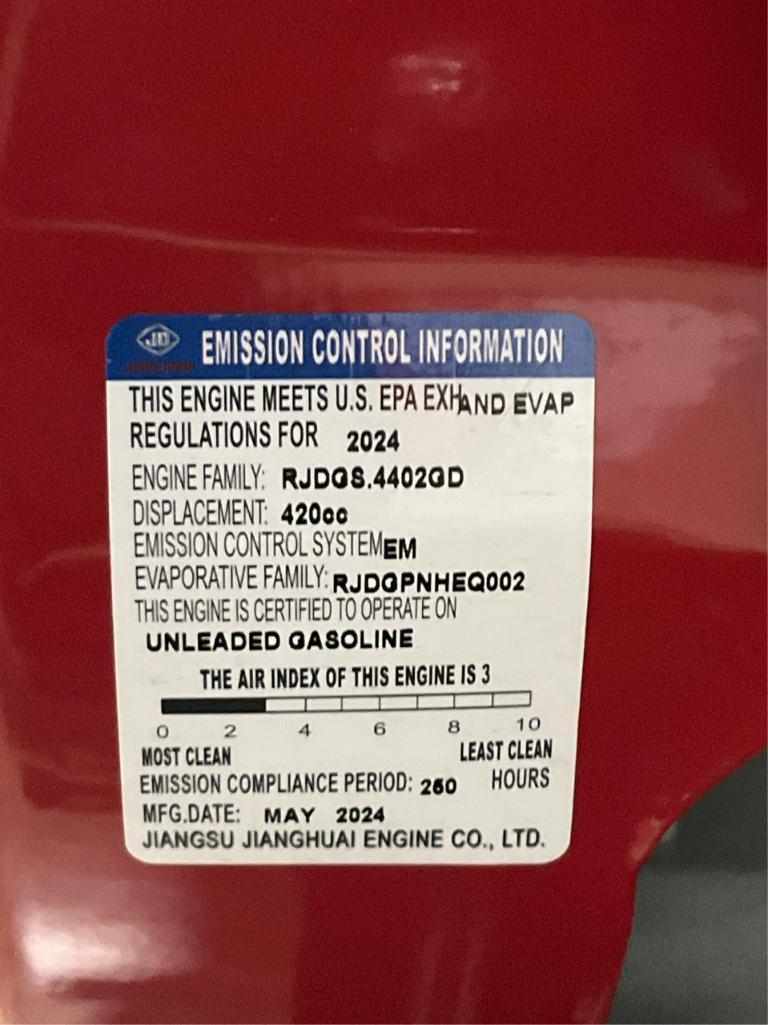 JD
EMISSION CONTROL INFORMATION
THIS ENGINE MEETS U.S. EPA EXH AND EVAP
REGULATIONS FOR 2024
ENGINE FAMILY: RJDGS.4402GD
DISPLACEMENT: 420cc
EMISSION CONTROL SYSTEM EM
EVAPORATIVE FAMILY: RJDGPNHEQ002
THIS ENGINE IS CERTIFIED TO OPERATE ON
UNLEADED GASOLINE
THE AIR INDEX OF THIS ENGINE IS 3
0 2 4 6 8 10
MOST CLEAN LEAST CLEAN
EMISSION COMPLIANCE PERIOD: 250 HOURS
MFG.DATE: MAY 2024
JIANGSU JIANGHUAI ENGINE CO., LTD.